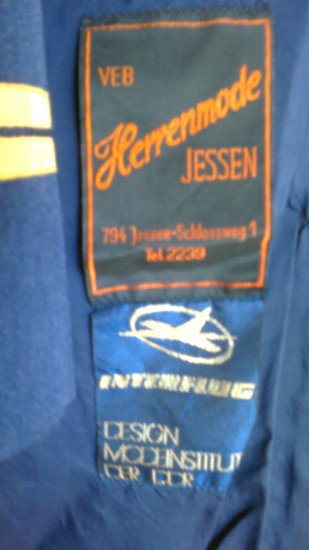 VEB
Herrenmode
JESSEN
794 Jessen-Schlossweg 1
Tel. 2239
INTERFLUG
DESIGN
MODEINSTITUT
DER DDR